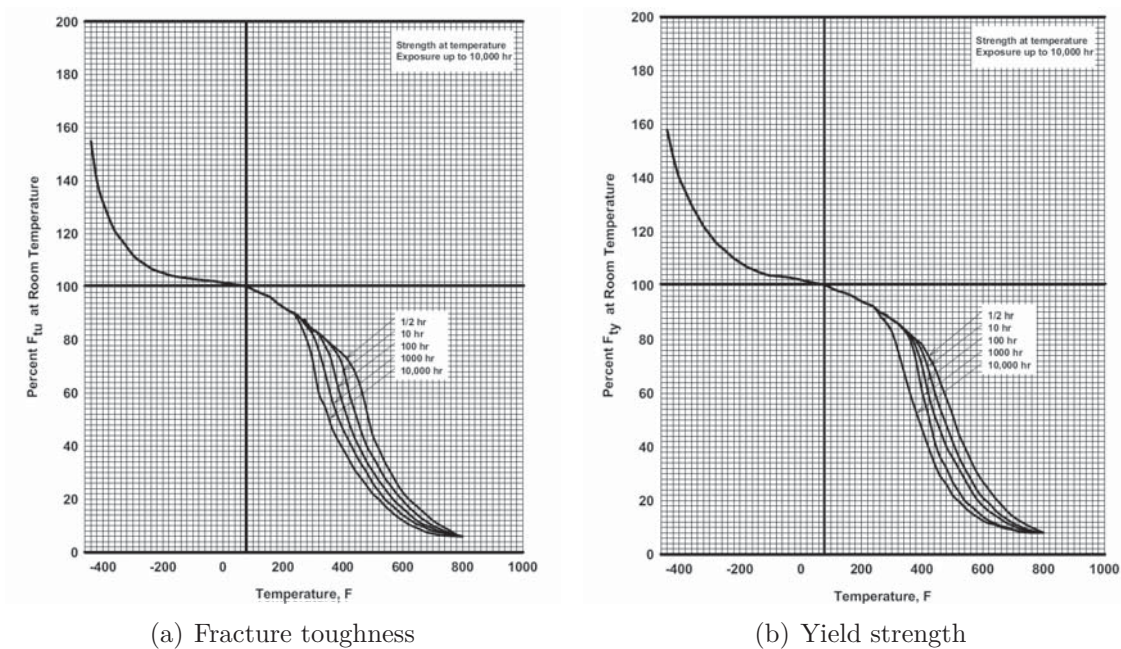 200
180
160
140
120
100
80
60
40
20
0
Percent Ftu at Room Temperature
Strength at temperature
Exposure up to 10,000 hr
1/2 hr
10 hr
100 hr
1000 hr
10,000 hr
-400 -200 0 200 400 600 800 1000
Temperature, F
(a) Fracture toughness
200
180
160
140
120
100
80
60
40
20
0
Percent Fty at Room Temperature
Strength at temperature
Exposure up to 10,000 hr
1/2 hr
10 hr
100 hr
1000 hr
10,000 hr
-400 -200 0 200 400 600 800 1000
Temperature, F
(b) Yield strength